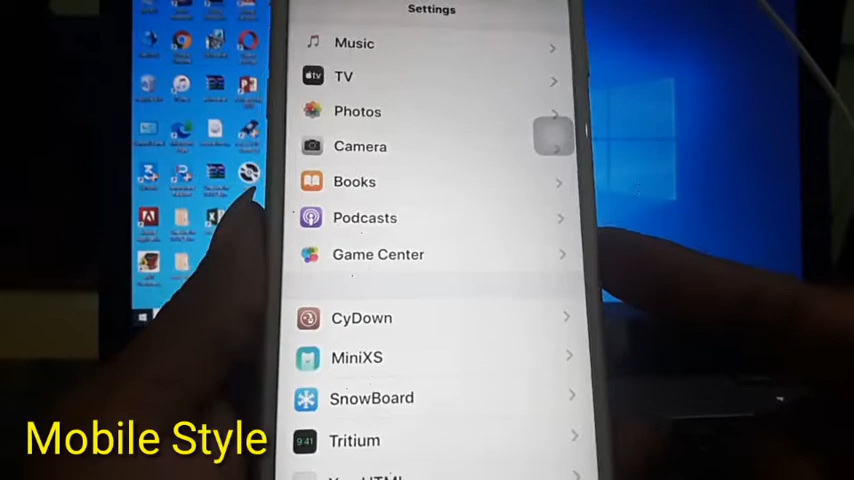 Settings
Music
TV
Photos
Camera
Books
Podcasts
Game Center
CyDown
MiniXS
SnowBoard
9:41
Tritium
Mobile Style